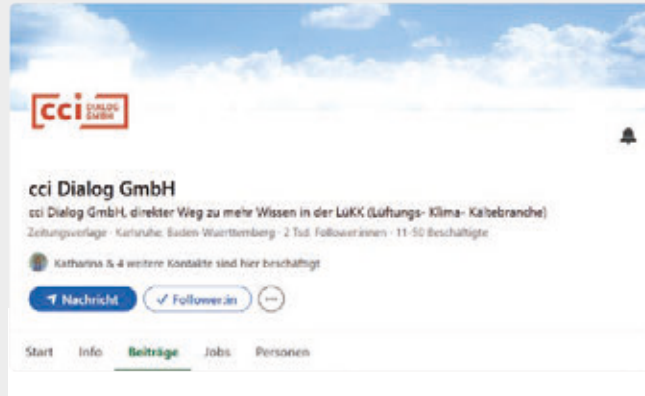 cci DIALOG
GMBH
cci Dialog GmbH
cci Dialog GmbH, direkter Weg zu mehr Wissen in der LüKK (Lüftungs- Klima- Kältebranche)
Zeitungsverlage · Karlsruhe, Baden-Wuerttemberg · 2 Tsd. Follower:innen · 11-50 Beschäftigte
Katharina & 4 weitere Kontakte sind hier beschäftigt
Nachricht Follower:in
Start Info Beiträge Jobs Personen